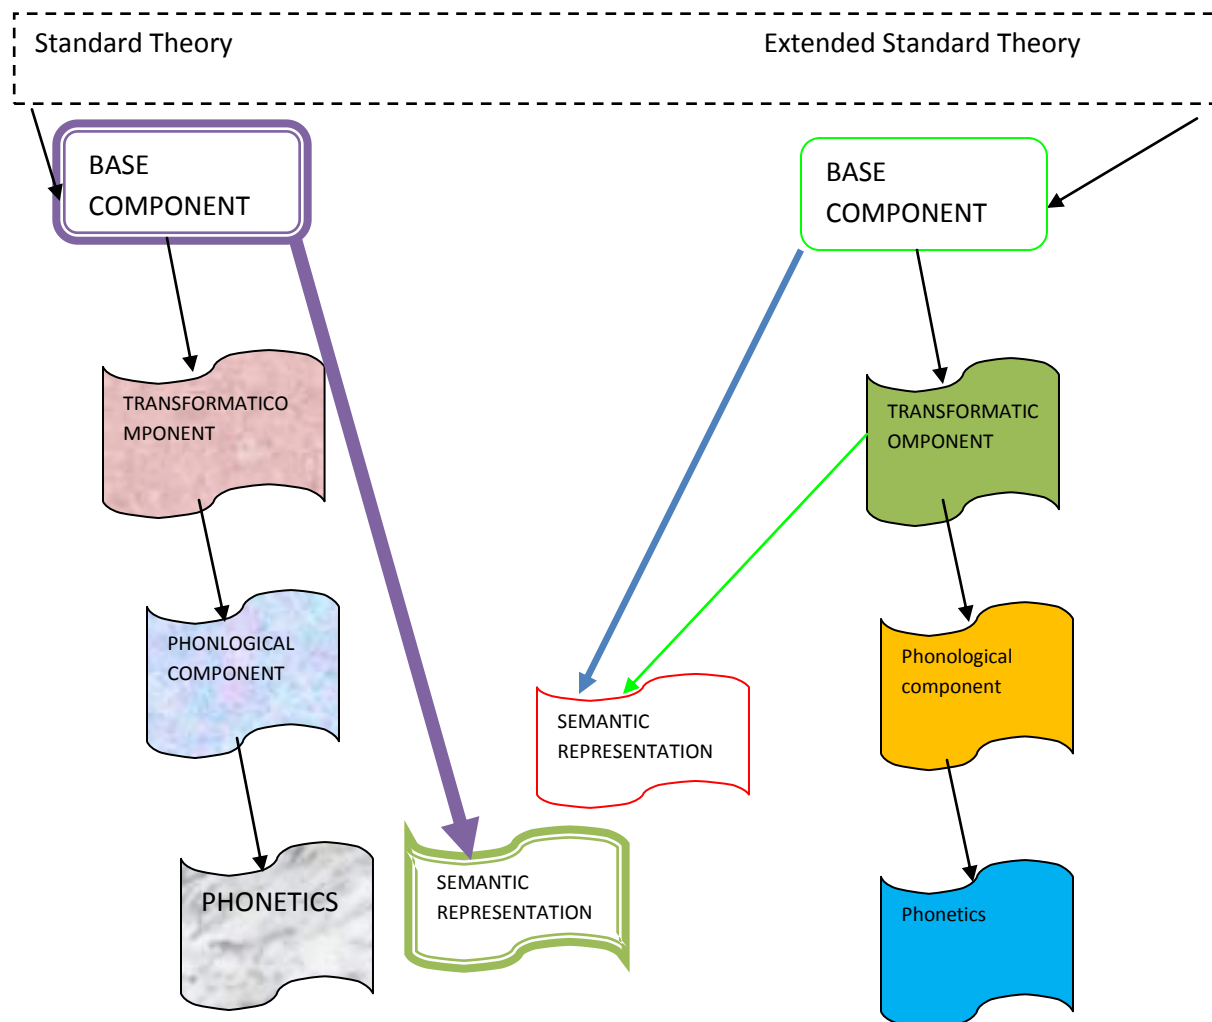 Standard Theory
Extended Standard Theory
BASE
COMPONENT
TRANSFORMATICO
MPONENT
PHONLOGICAL
COMPONENT
PHONETICS
SEMANTIC
REPRESENTATION
BASE
COMPONENT
TRANSFORMATIC
OMPONENT
SEMANTIC
REPRESENTATION
Phonological
component
Phonetics